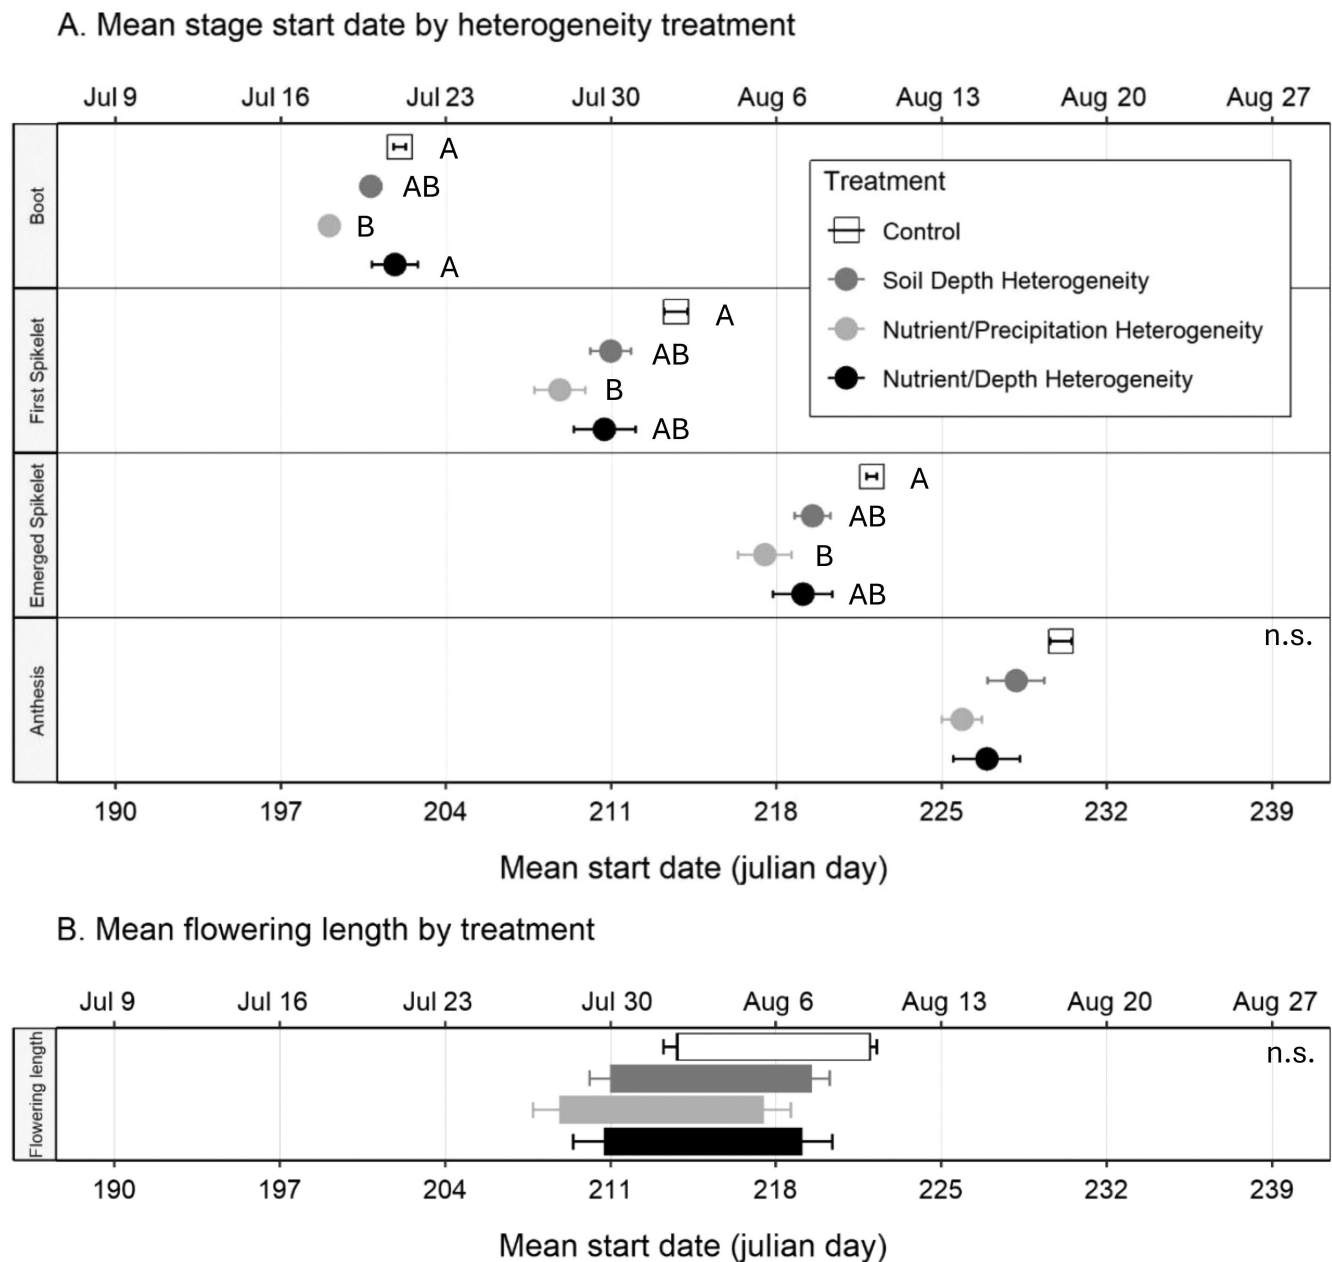 A. Mean stage start date by heterogeneity treatment
Jul 9 Jul 16 Jul 23 Jul 30 Aug 6 Aug 13 Aug 20 Aug 27
Boot
A
AB
B
A
Treatment
Control
Soil Depth Heterogeneity
Nutrient/Precipitation Heterogeneity
Nutrient/Depth Heterogeneity
First Spikelet
A
AB
B
AB
Emerged Spikelet
A
AB
B
AB
Anthesis
n.s.
190 197 204 211 218 225 232 239
Mean start date (julian day)
B. Mean flowering length by treatment
Jul 9 Jul 16 Jul 23 Jul 30 Aug 6 Aug 13 Aug 20 Aug 27
Flowering length
n.s.
190 197 204 211 218 225 232 239
Mean start date (julian day)